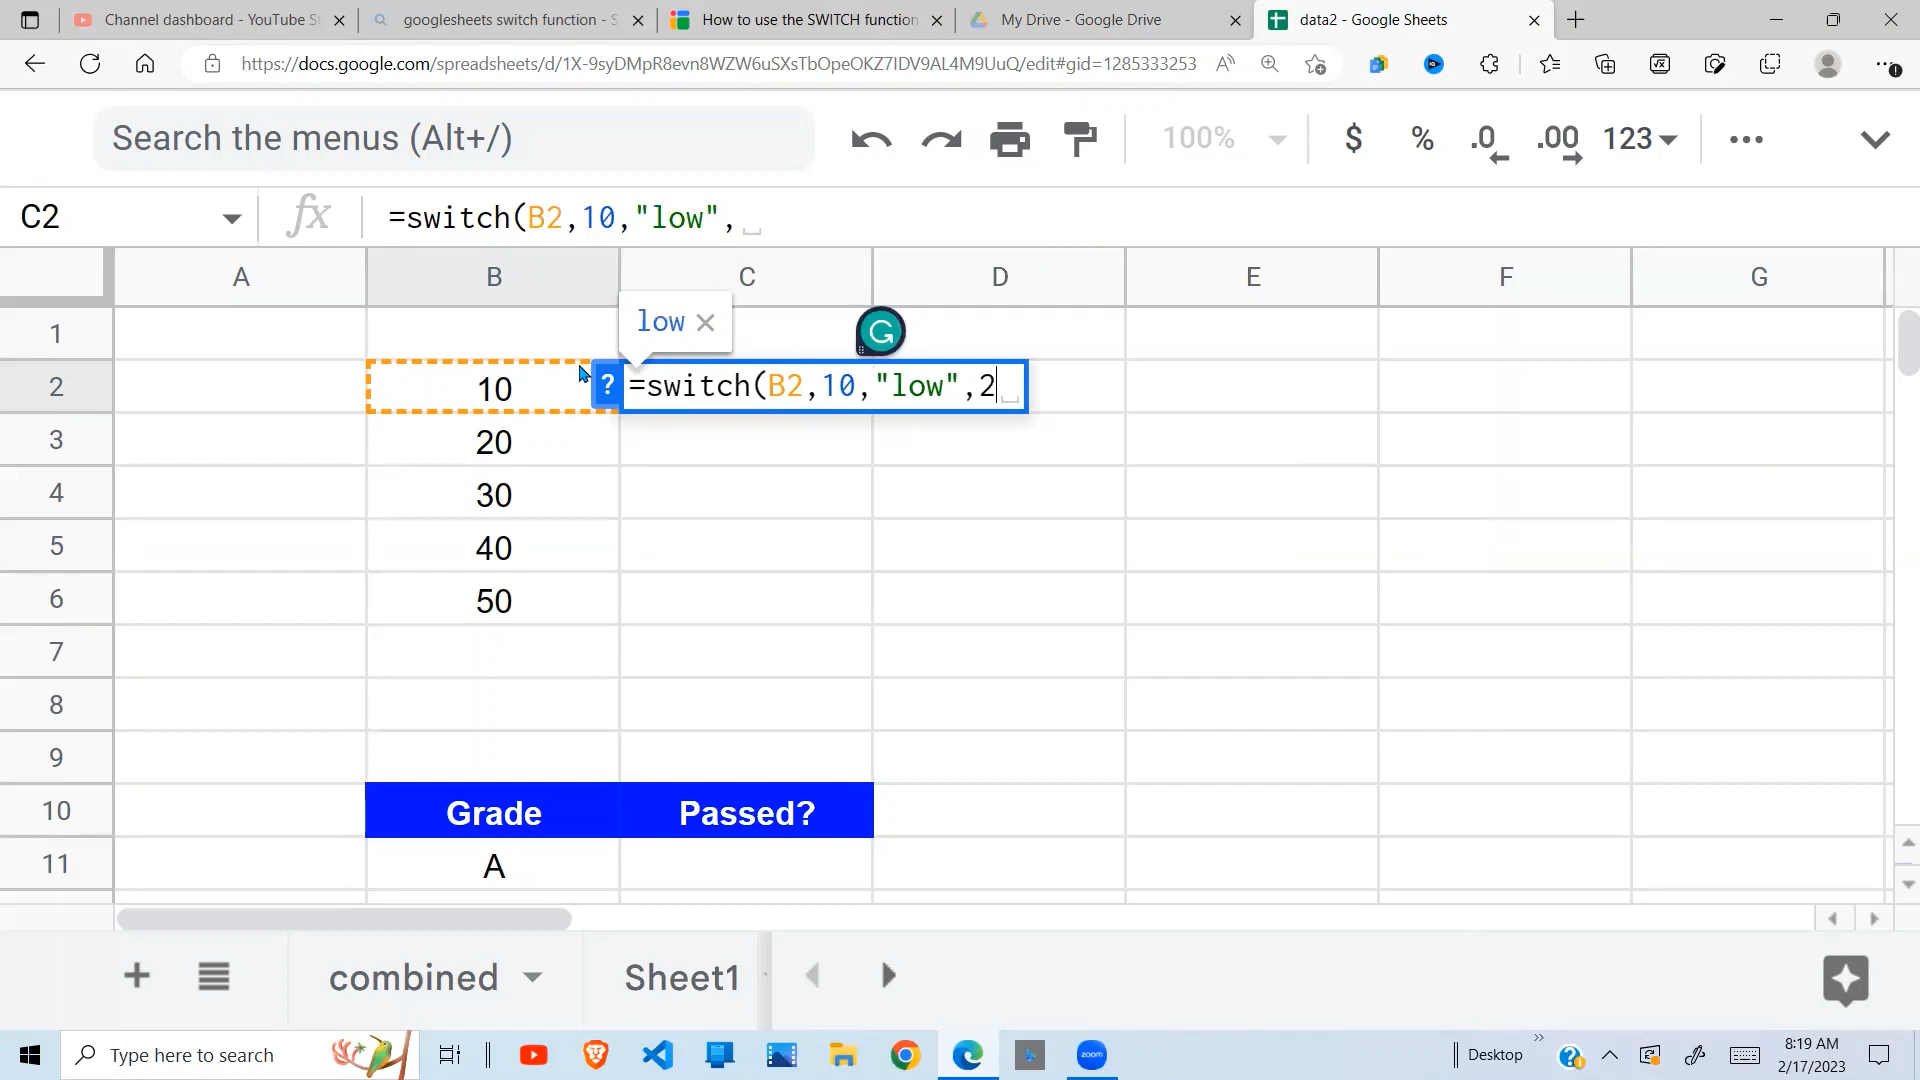 Channel dashboard - YouTube S
googlesheets switch function - S
How to use the SWITCH function
My Drive - Google Drive
data2 - Google Sheets
https://docs.google.com/spreadsheets/d/1X-9syDMpR8evn8WZW6uSXsTbOpeOKZ7IDV9AL4M9UuQ/edit#gid=1285333253
Search the menus (Alt+/)
100%
$
%
.0
.00
123
C2
fx
=switch(B2,10,"low",
A B C D E F G
low
1
2 10 ? =switch(B2,10,"low",2
3 20
4 30
5 40
6 50
7
8
9
10 Grade Passed?
11 A
combined
Sheet1
Type here to search
zoom
Desktop
8:19 AM
2/17/2023